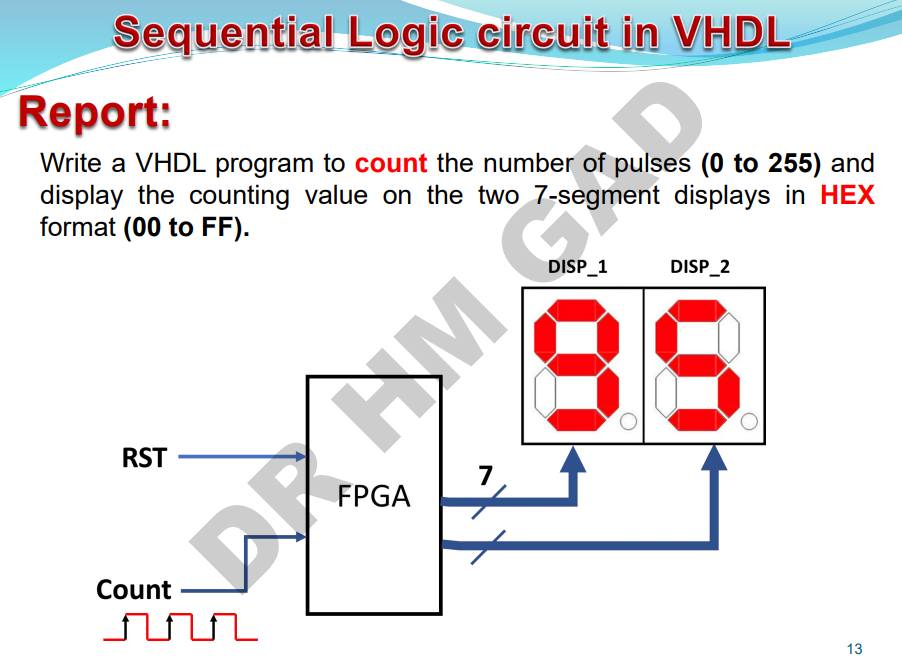 Sequential Logic circuit in VHDL
Report:
Write a VHDL program to count the number of pulses (0 to 255) and
display the counting value on the two 7-segment displays in HEX
format (00 to FF).
DISP_1 DISP_2
95
RST
7
FPGA
Count
DR HM GAD
13